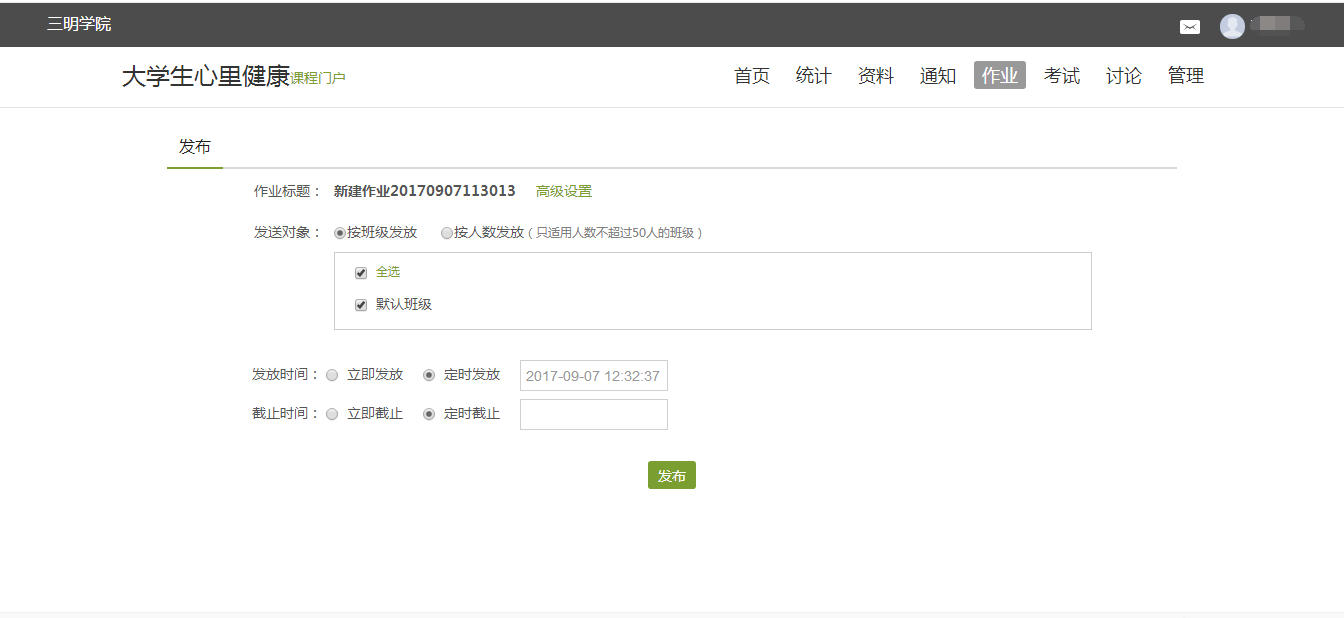 三明学院
大学生心里健康课程门户
首页 统计 资料 通知 作业 考试 讨论 管理
发布
作业标题： 新建作业20170907113013 高级设置
发送对象： 按班级发放 按人数发放（只适用人数不超过50人的班级）
全选
默认班级
发放时间： 立即发放 定时发放 2017-09-07 12:32:37
截止时间： 立即截止 定时截止
发布